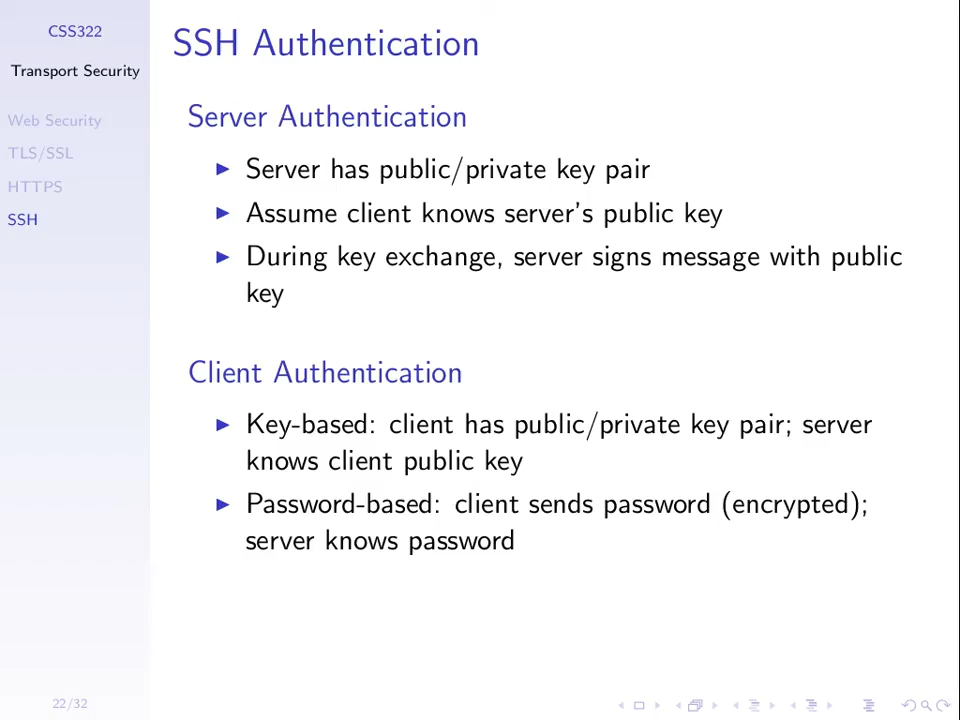 CSS322
Transport Security
Web Security
TLS/SSL
HTTPS
SSH
SSH Authentication
Server Authentication
Server has public/private key pair
Assume client knows server's public key
During key exchange, server signs message with public
key
Client Authentication
Key-based: client has public/private key pair; server
knows client public key
Password-based: client sends password (encrypted);
server knows password
22/32